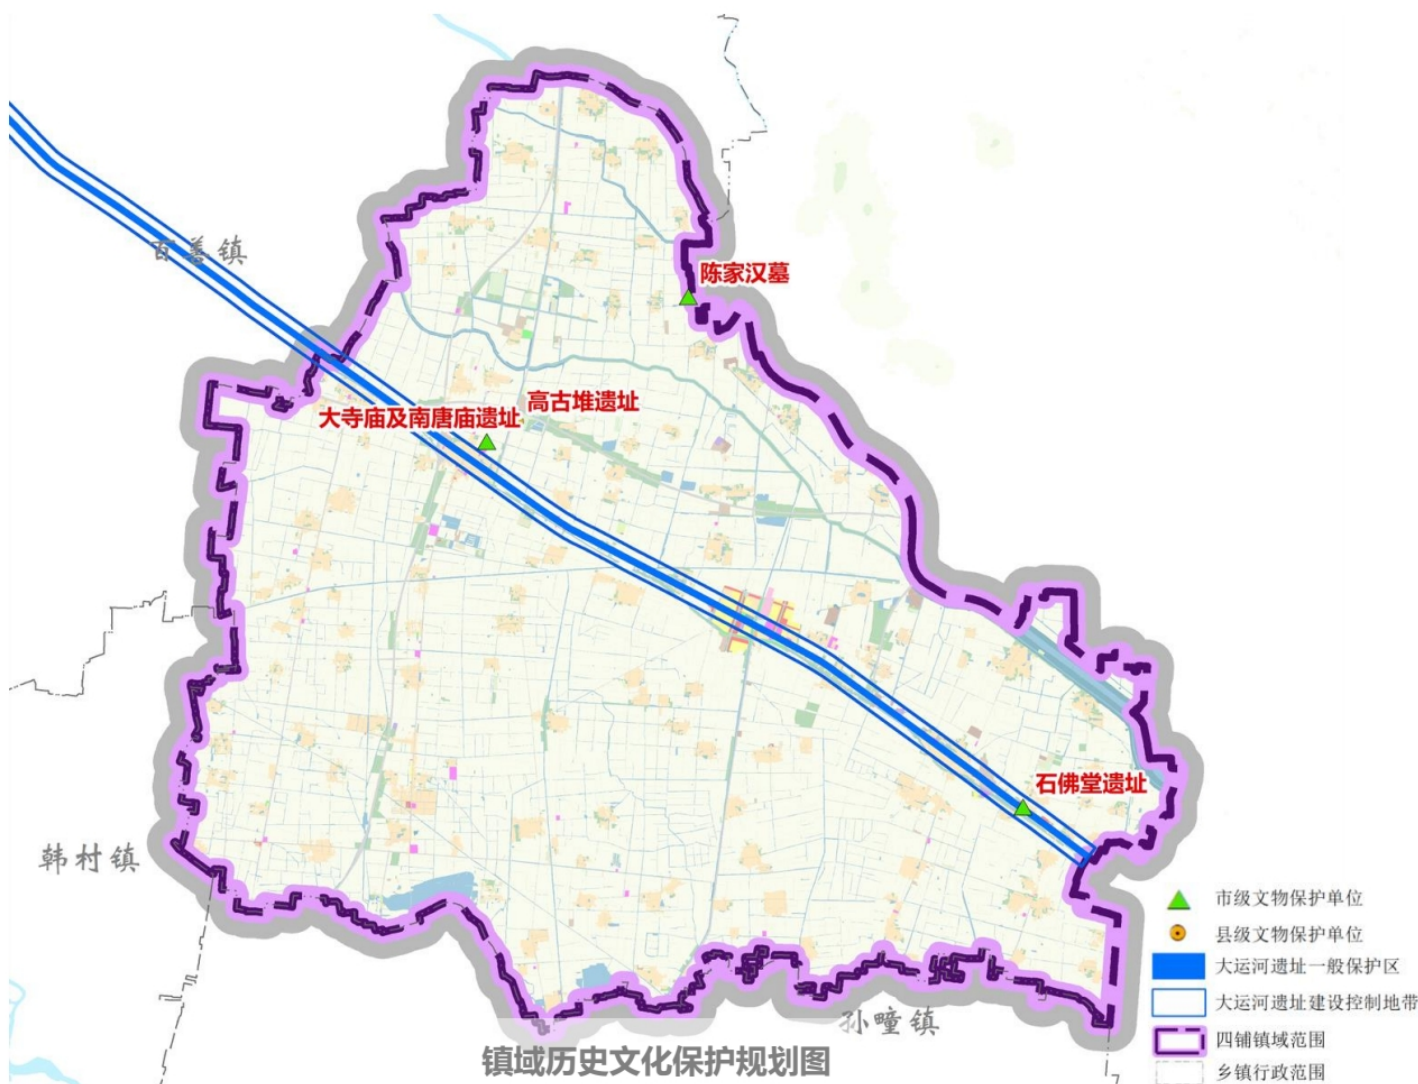 百善镇
陈家汉墓
高古堆遗址
大寺庙及南唐庙遗址
石佛堂遗址
韩村镇
孙疃镇
市级文物保护单位
县级文物保护单位
大运河遗址一般保护区
大运河遗址建设控制地带
四铺镇域范围
乡镇行政范围
镇域历史文化保护规划图